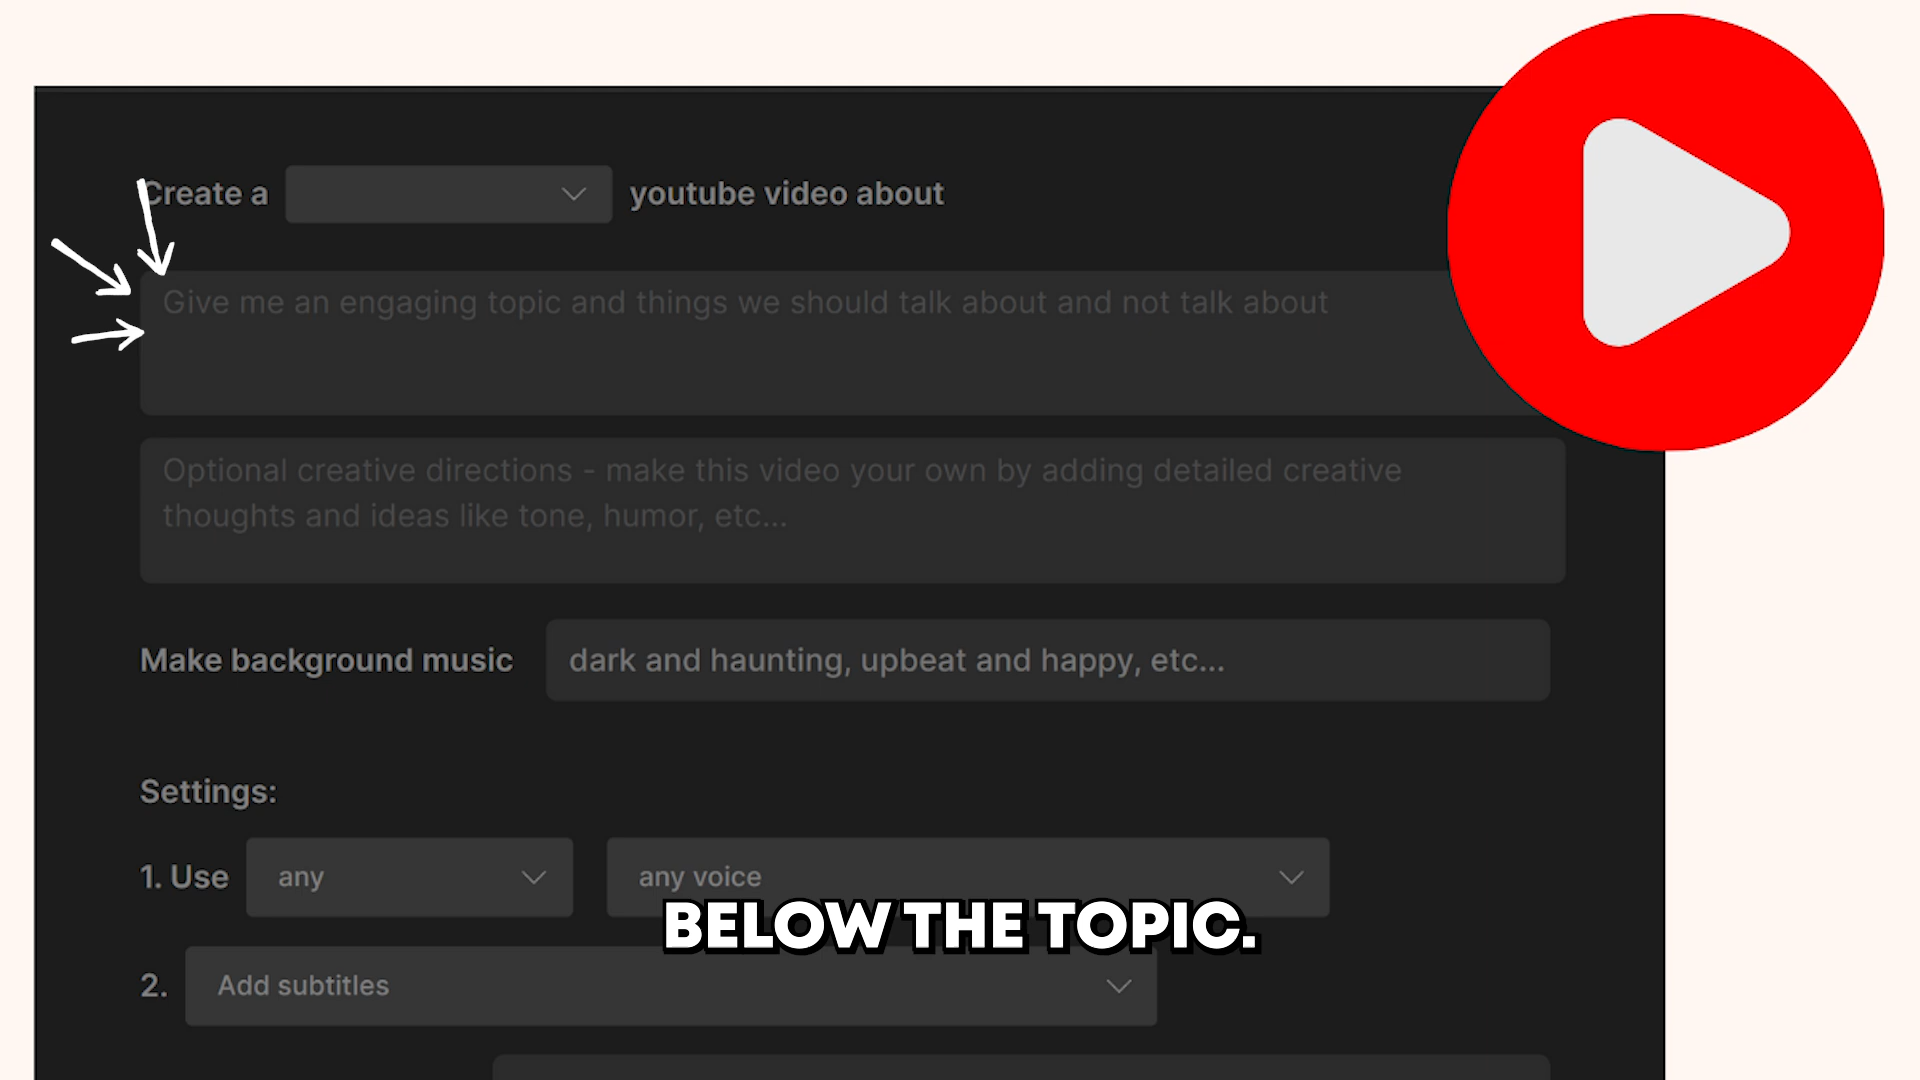 Create a
youtube video about
Give me an engaging topic and things we should talk about and not talk about
Optional creative directions - make this video your own by adding detailed creative
thoughts and ideas like tone, humor, etc...
Make background music
dark and haunting, upbeat and happy, etc...
Settings:
1. Use
any
any voice
BELOW THE TOPIC.
2.
Add subtitles